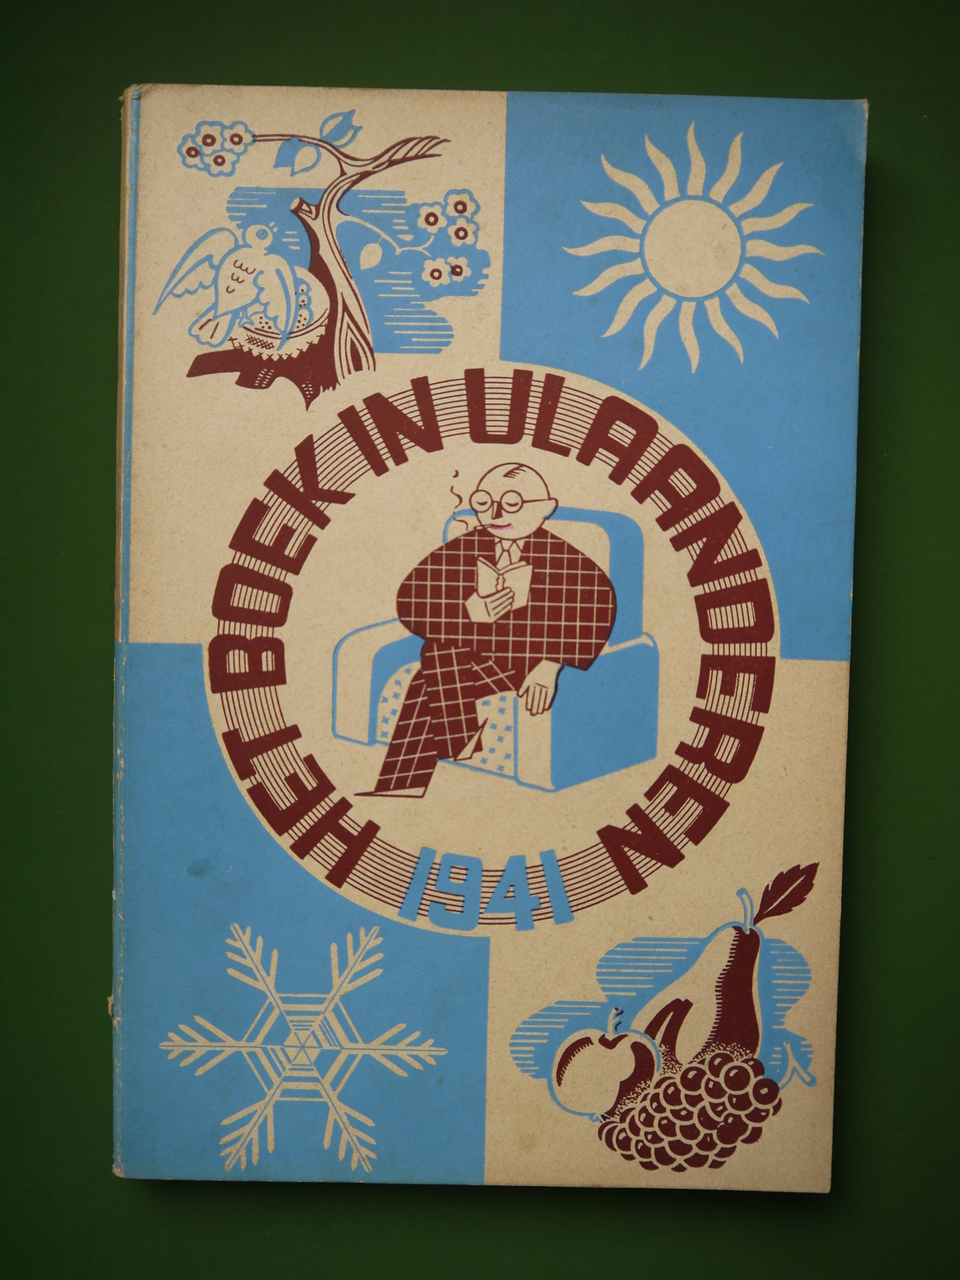 HET BOEK IN VLAANDEREN
1941